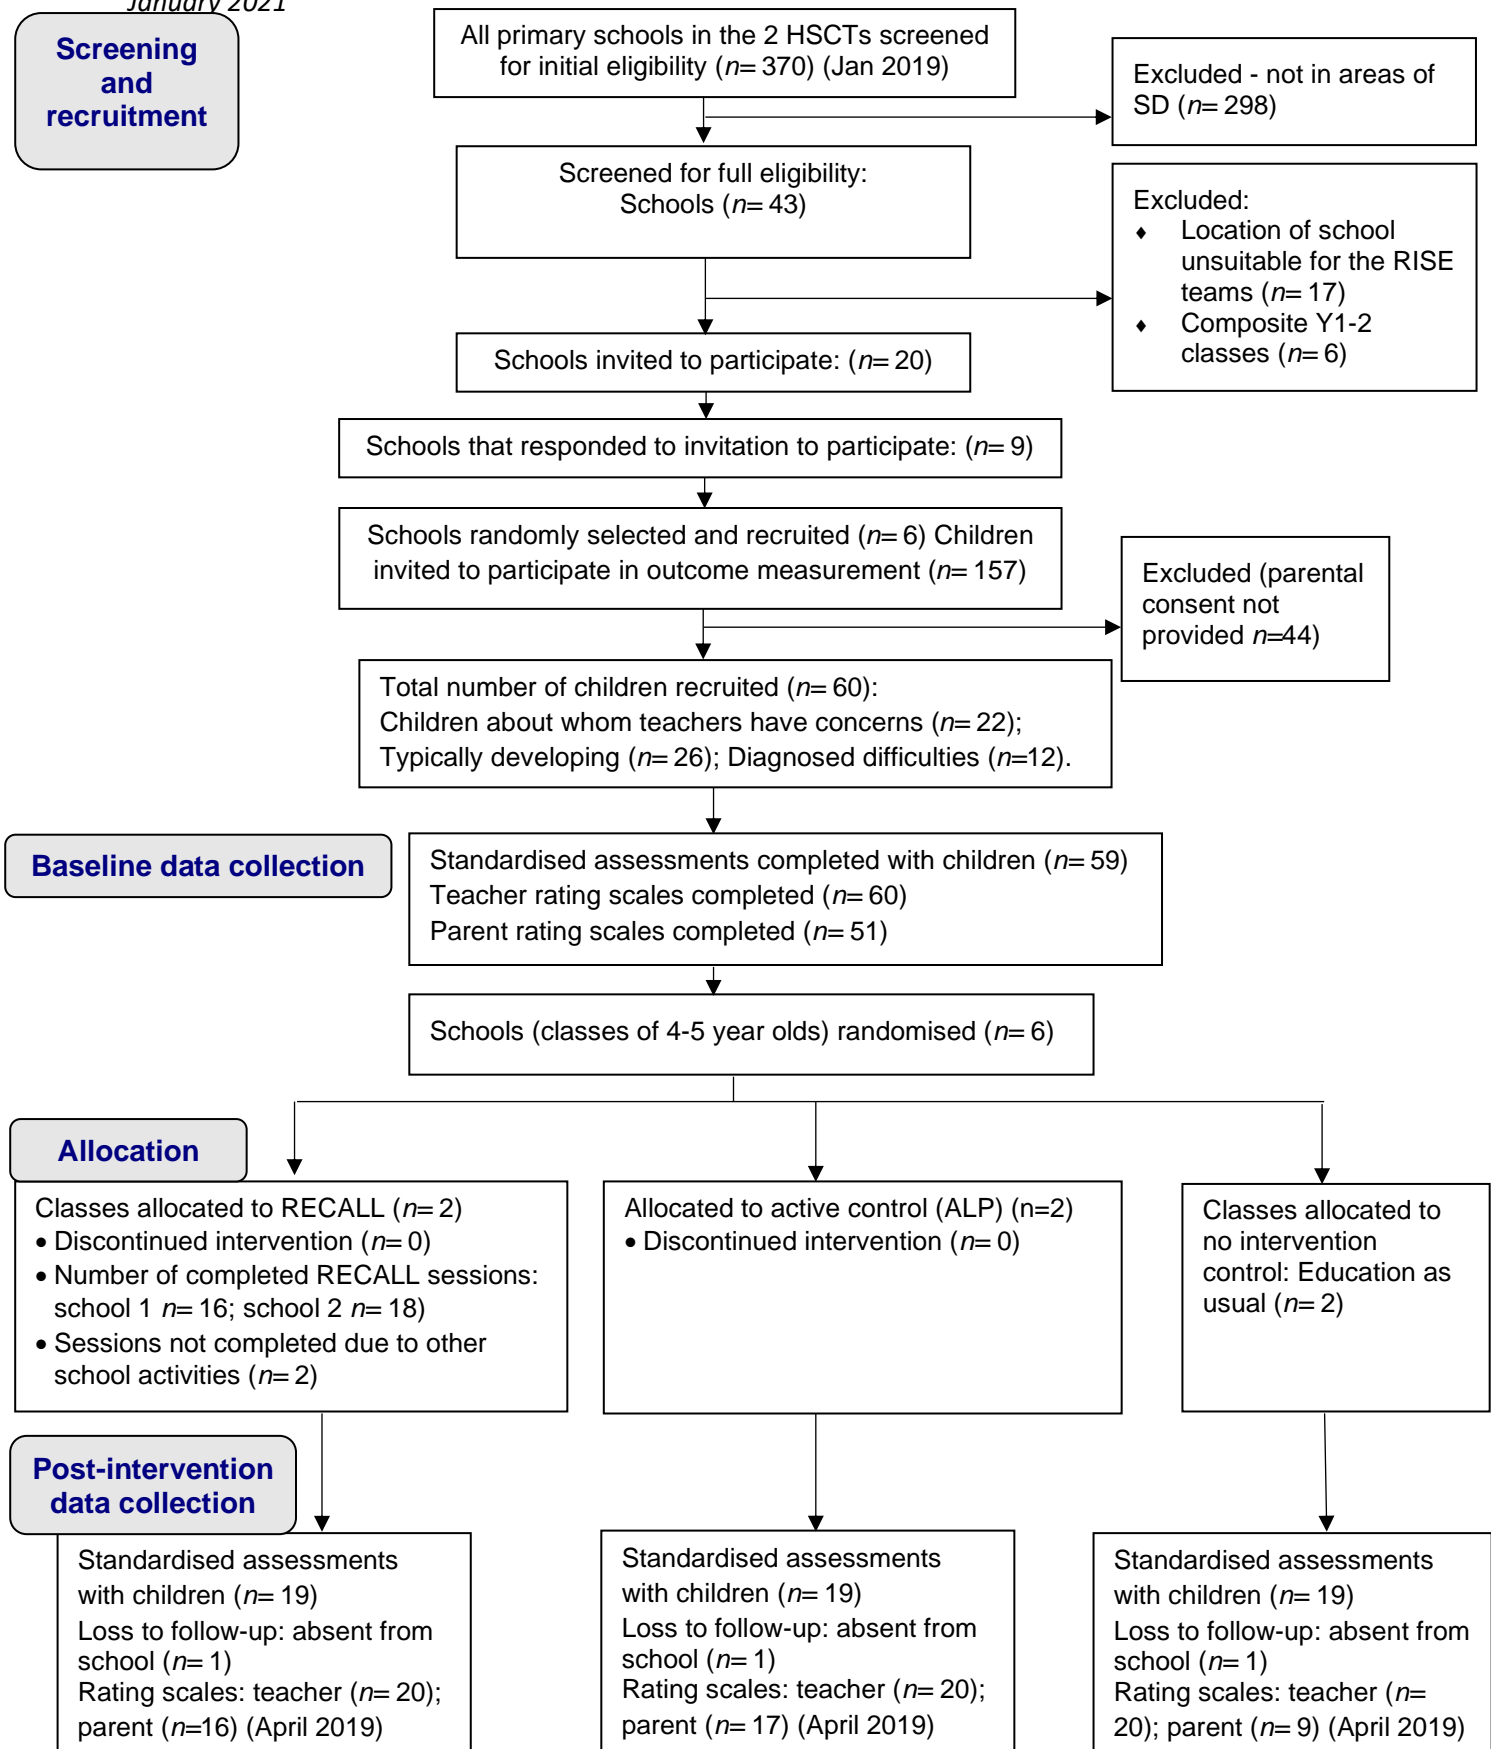 January 2021
Screening
and
recruitment
All primary schools in the 2 HSCTs screened
for initial eligibility (n= 370) (Jan 2019)
Excluded - not in areas of
SD (n= 298)
Screened for full eligibility:
Schools (n= 43)
Excluded:
♦ Location of school
unsuitable for the RISE
teams (n= 17)
♦ Composite Y1-2
classes (n= 6)
Schools invited to participate: (n= 20)
Schools that responded to invitation to participate: (n= 9)
Schools randomly selected and recruited (n= 6) Children
invited to participate in outcome measurement (n= 157)
Excluded (parental
consent not
provided n=44)
Total number of children recruited (n= 60):
Children about whom teachers have concerns (n= 22);
Typically developing (n= 26); Diagnosed difficulties (n=12).
Baseline data collection
Standardised assessments completed with children (n= 59)
Teacher rating scales completed (n= 60)
Parent rating scales completed (n= 51)
Schools (classes of 4-5 year olds) randomised (n= 6)
Allocation
Classes allocated to RECALL (n= 2)
• Discontinued intervention (n= 0)
• Number of completed RECALL sessions:
school 1 n= 16; school 2 n= 18)
• Sessions not completed due to other
school activities (n= 2)
Allocated to active control (ALP) (n=2)
• Discontinued intervention (n= 0)
Classes allocated to
no intervention
control: Education as
usual (n= 2)
Post-intervention
data collection
Standardised assessments
with children (n= 19)
Loss to follow-up: absent from
school (n= 1)
Rating scales: teacher (n= 20);
parent (n=16) (April 2019)
Standardised assessments
with children (n= 19)
Loss to follow-up: absent from
school (n= 1)
Rating scales: teacher (n= 20);
parent (n= 17) (April 2019)
Standardised assessments
with children (n= 19)
Loss to follow-up: absent from
school (n= 1)
Rating scales: teacher (n=
20); parent (n= 9) (April 2019)